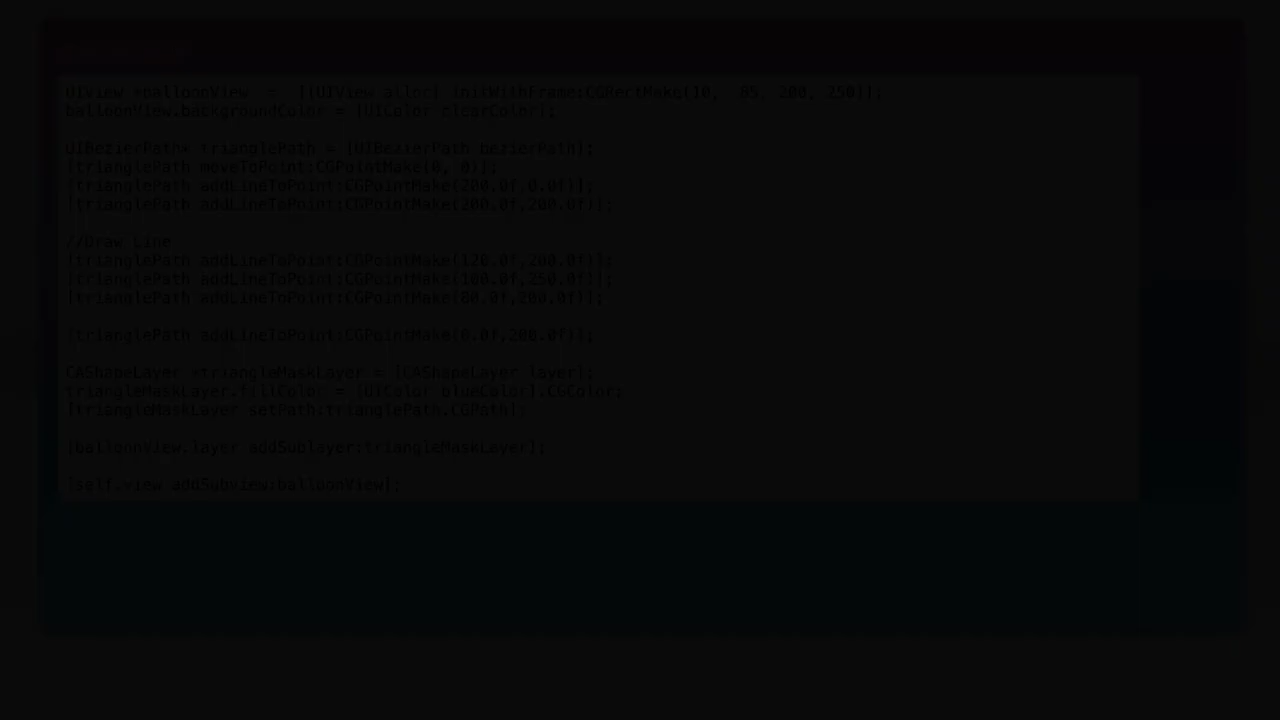 UIView *balloonView  =  [[UIView alloc] initWithFrame:CGRectMake(10,  85, 200, 250)];
balloonView.backgroundColor = [UIColor clearColor];
UIBezierPath* trianglePath = [UIBezierPath bezierPath];
[trianglePath moveToPoint:CGPointMake(0, 0)];
[trianglePath addLineToPoint:CGPointMake(200.0f,0.0f)];
[trianglePath addLineToPoint:CGPointMake(200.0f,200.0f)];
//Draw Line
[trianglePath addLineToPoint:CGPointMake(120.0f,200.0f)];
[trianglePath addLineToPoint:CGPointMake(100.0f,250.0f)];
[trianglePath addLineToPoint:CGPointMake(80.0f,200.0f)];
[trianglePath addLineToPoint:CGPointMake(0.0f,200.0f)];
CAShapeLayer *triangleMaskLayer = [CAShapeLayer layer];
triangleMaskLayer.fillColor = [UIColor blueColor].CGColor;
[triangleMaskLayer setPath:trianglePath.CGPath];
[balloonView.layer addSublayer:triangleMaskLayer];
[self.view addSubview:balloonView];